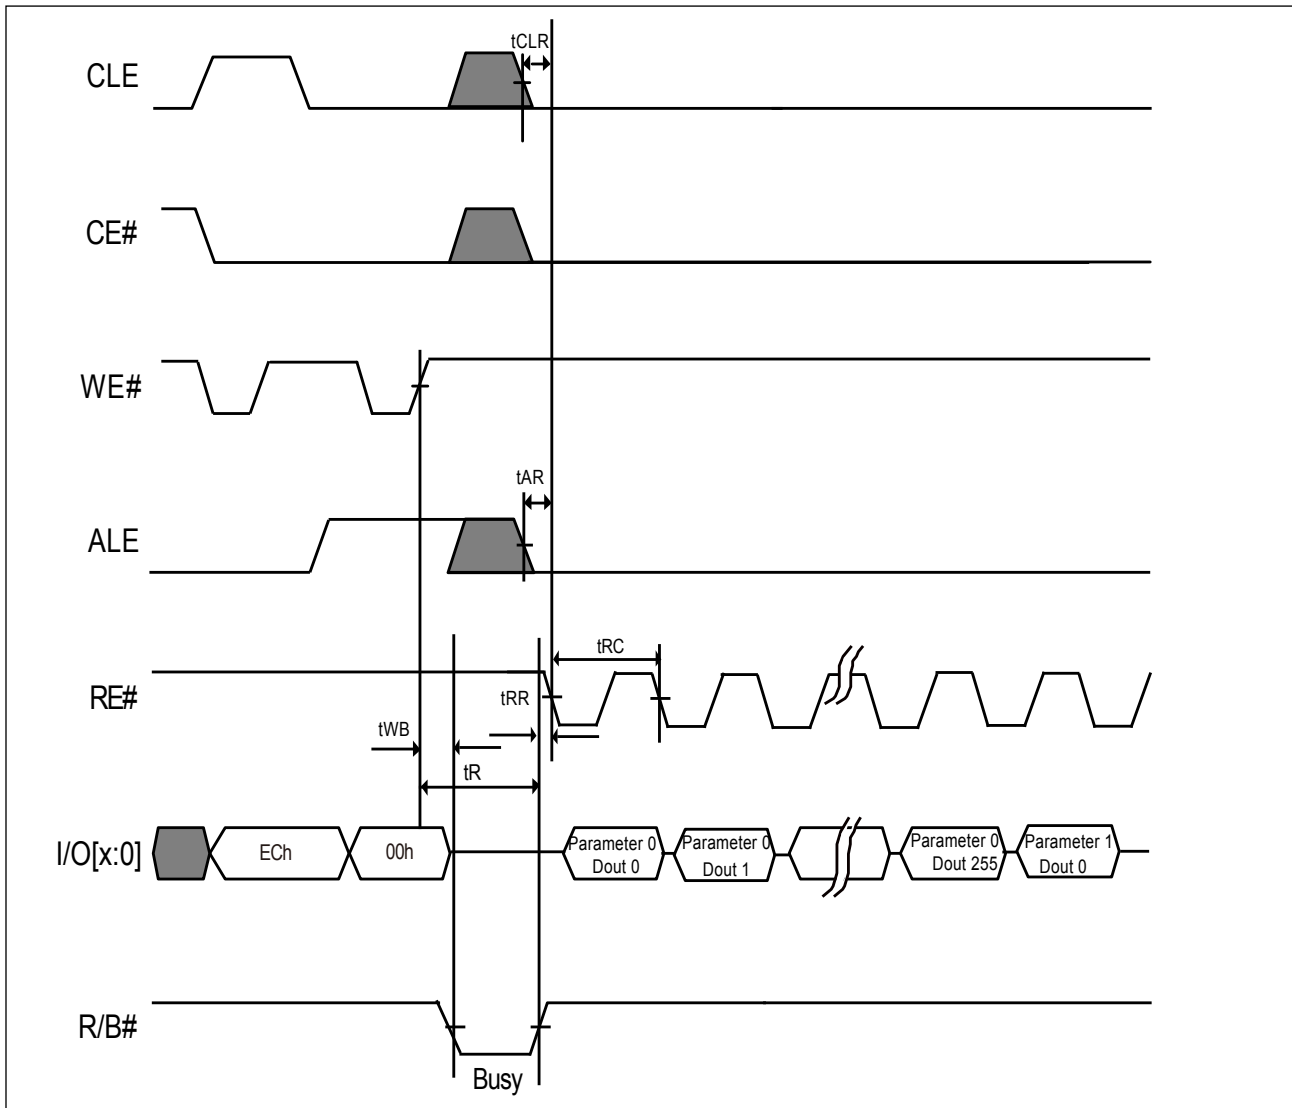 tCLR
CLE
CE#
WE#
tAR
ALE
tRC
RE#
tRR
tWB
tR
I/O[x:0]
ECh
00h
Parameter 0
Dout 0
Parameter 0
Dout 1
Parameter 0
Dout 255
Parameter 1
Dout 0
R/B#
Busy